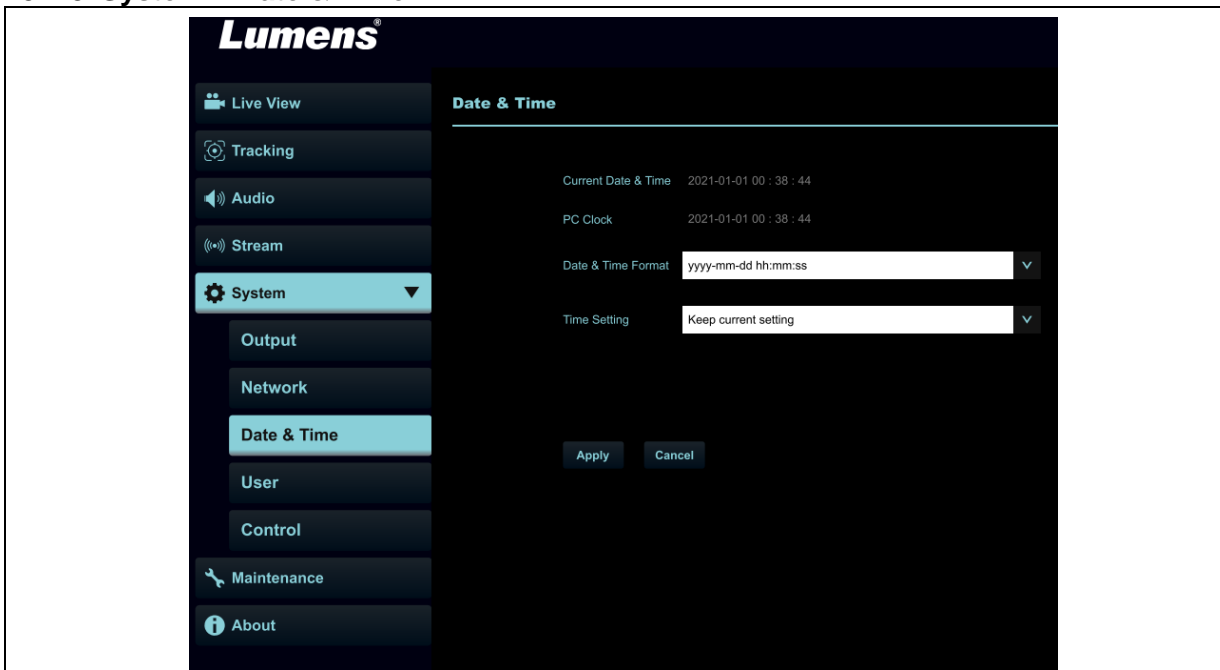 Lumens®
Live View
Tracking
Audio
Stream
System
Output
Network
Date & Time
User
Control
Maintenance
About
Date & Time
Current Date & Time 2021-01-01 00 : 38 : 44
PC Clock 2021-01-01 00 : 38 : 44
Date & Time Format yyyy-mm-dd hh:mm:ss
Time Setting Keep current setting
Apply Cancel